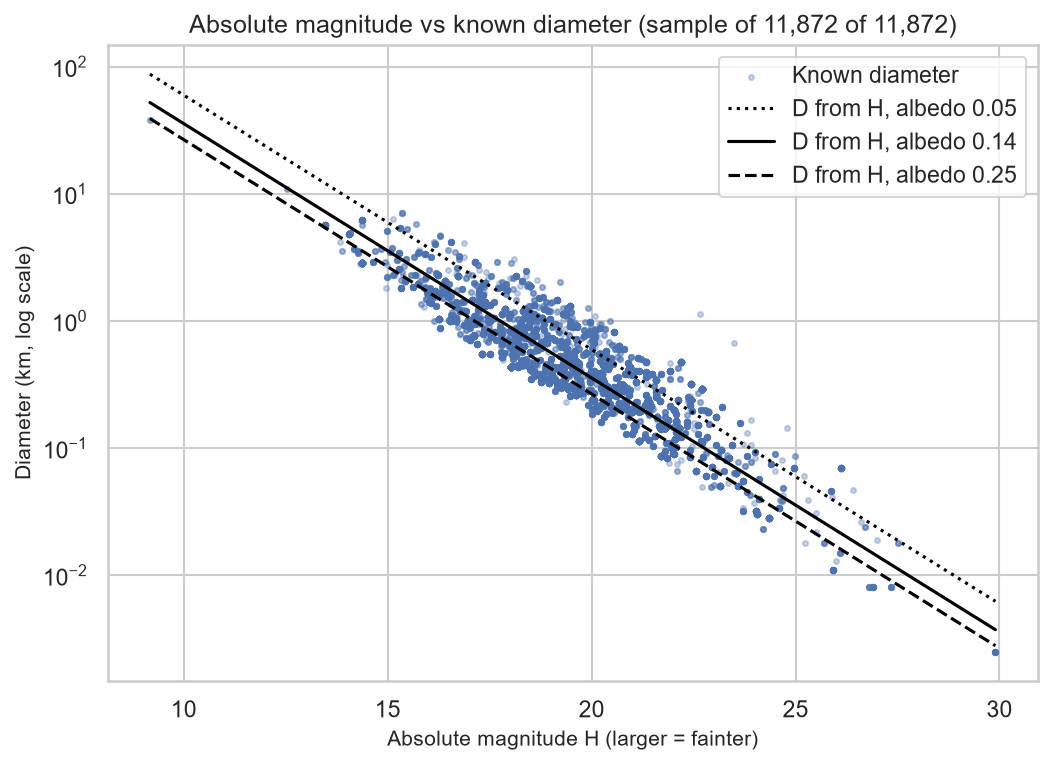 Absolute magnitude vs known diameter (sample of 11,872 of 11,872)
Known diameter
D from H, albedo 0.05
D from H, albedo 0.14
D from H, albedo 0.25
Diameter (km, log scale)
10²
10¹
10⁰
10⁻¹
10⁻²
10
15
20
25
30
Absolute magnitude H (larger = fainter)